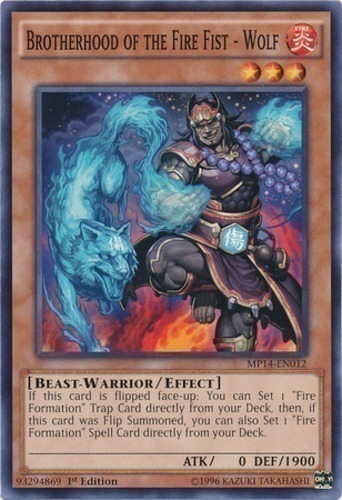 BROTHERHOOD OF THE FIRE FIST - WOLF
FIRE
炎
傷
MP14-EN012
[BEAST-WARRIOR/EFFECT]
If this card is flipped face-up: You can Set 1 "Fire
Formation" Trap Card directly from your Deck, then, if
this card was Flip Summoned, you can also Set 1 "Fire
Formation" Spell Card directly from your Deck.
ATK/ 0 DEF/1900
93294869 1st Edition ©1996 KAZUKI TAKAHASHI